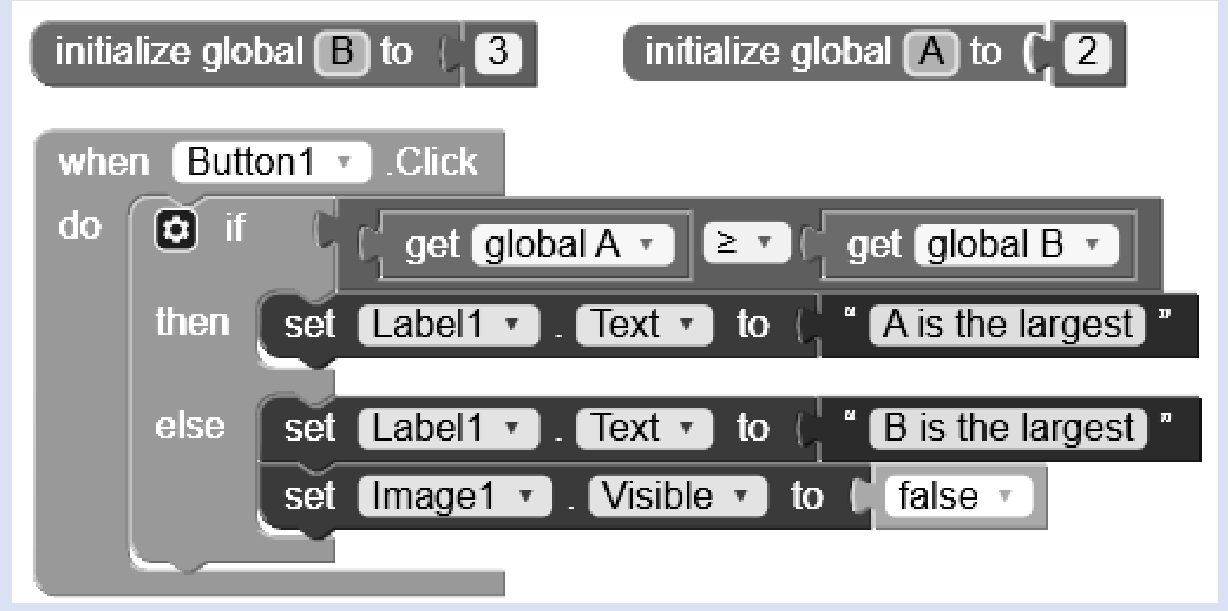 initialize global B to 3
initialize global A to 2
when Button1 .Click
do if get global A ≥ get global B
then set Label1 . Text to “ A is the largest ”
else set Label1 . Text to “ B is the largest ”
set Image1 . Visible to false